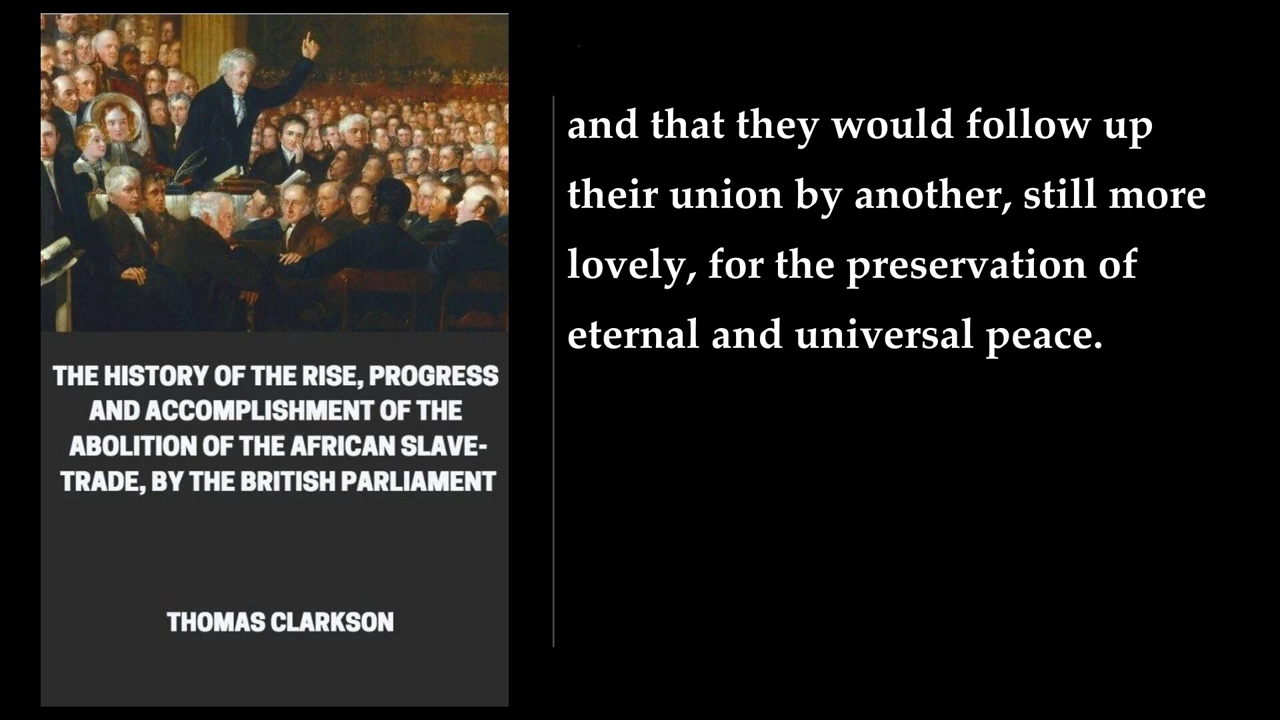 THE HISTORY OF THE RISE, PROGRESS
AND ACCOMPLISHMENT OF THE
ABOLITION OF THE AFRICAN SLAVE-
TRADE, BY THE BRITISH PARLIAMENT
THOMAS CLARKSON
and that they would follow up
their union by another, still more
lovely, for the preservation of
eternal and universal peace.